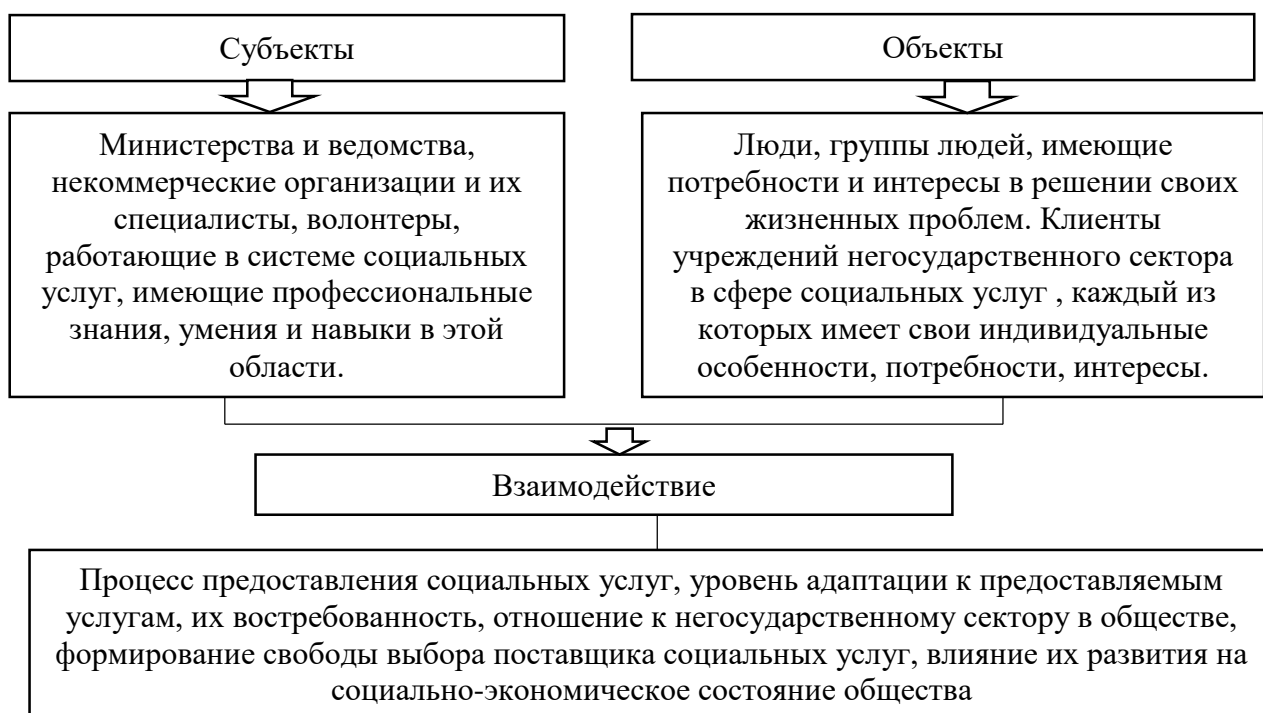 Субъекты
Объекты
Министерства и ведомства,
некоммерческие организации и их
специалисты, волонтеры,
работающие в системе социальных
услуг, имеющие профессиональные
знания, умения и навыки в этой
области.
Люди, группы людей, имеющие
потребности и интересы в решении своих
жизненных проблем. Клиенты
учреждений негосударственного сектора
в сфере социальных услуг , каждый из
которых имеет свои индивидуальные
особенности, потребности, интересы.
Взаимодействие
Процесс предоставления социальных услуг, уровень адаптации к предоставляемым
услугам, их востребованность, отношение к негосударственному сектору в обществе,
формирование свободы выбора поставщика социальных услуг, влияние их развития на
социально-экономическое состояние общества